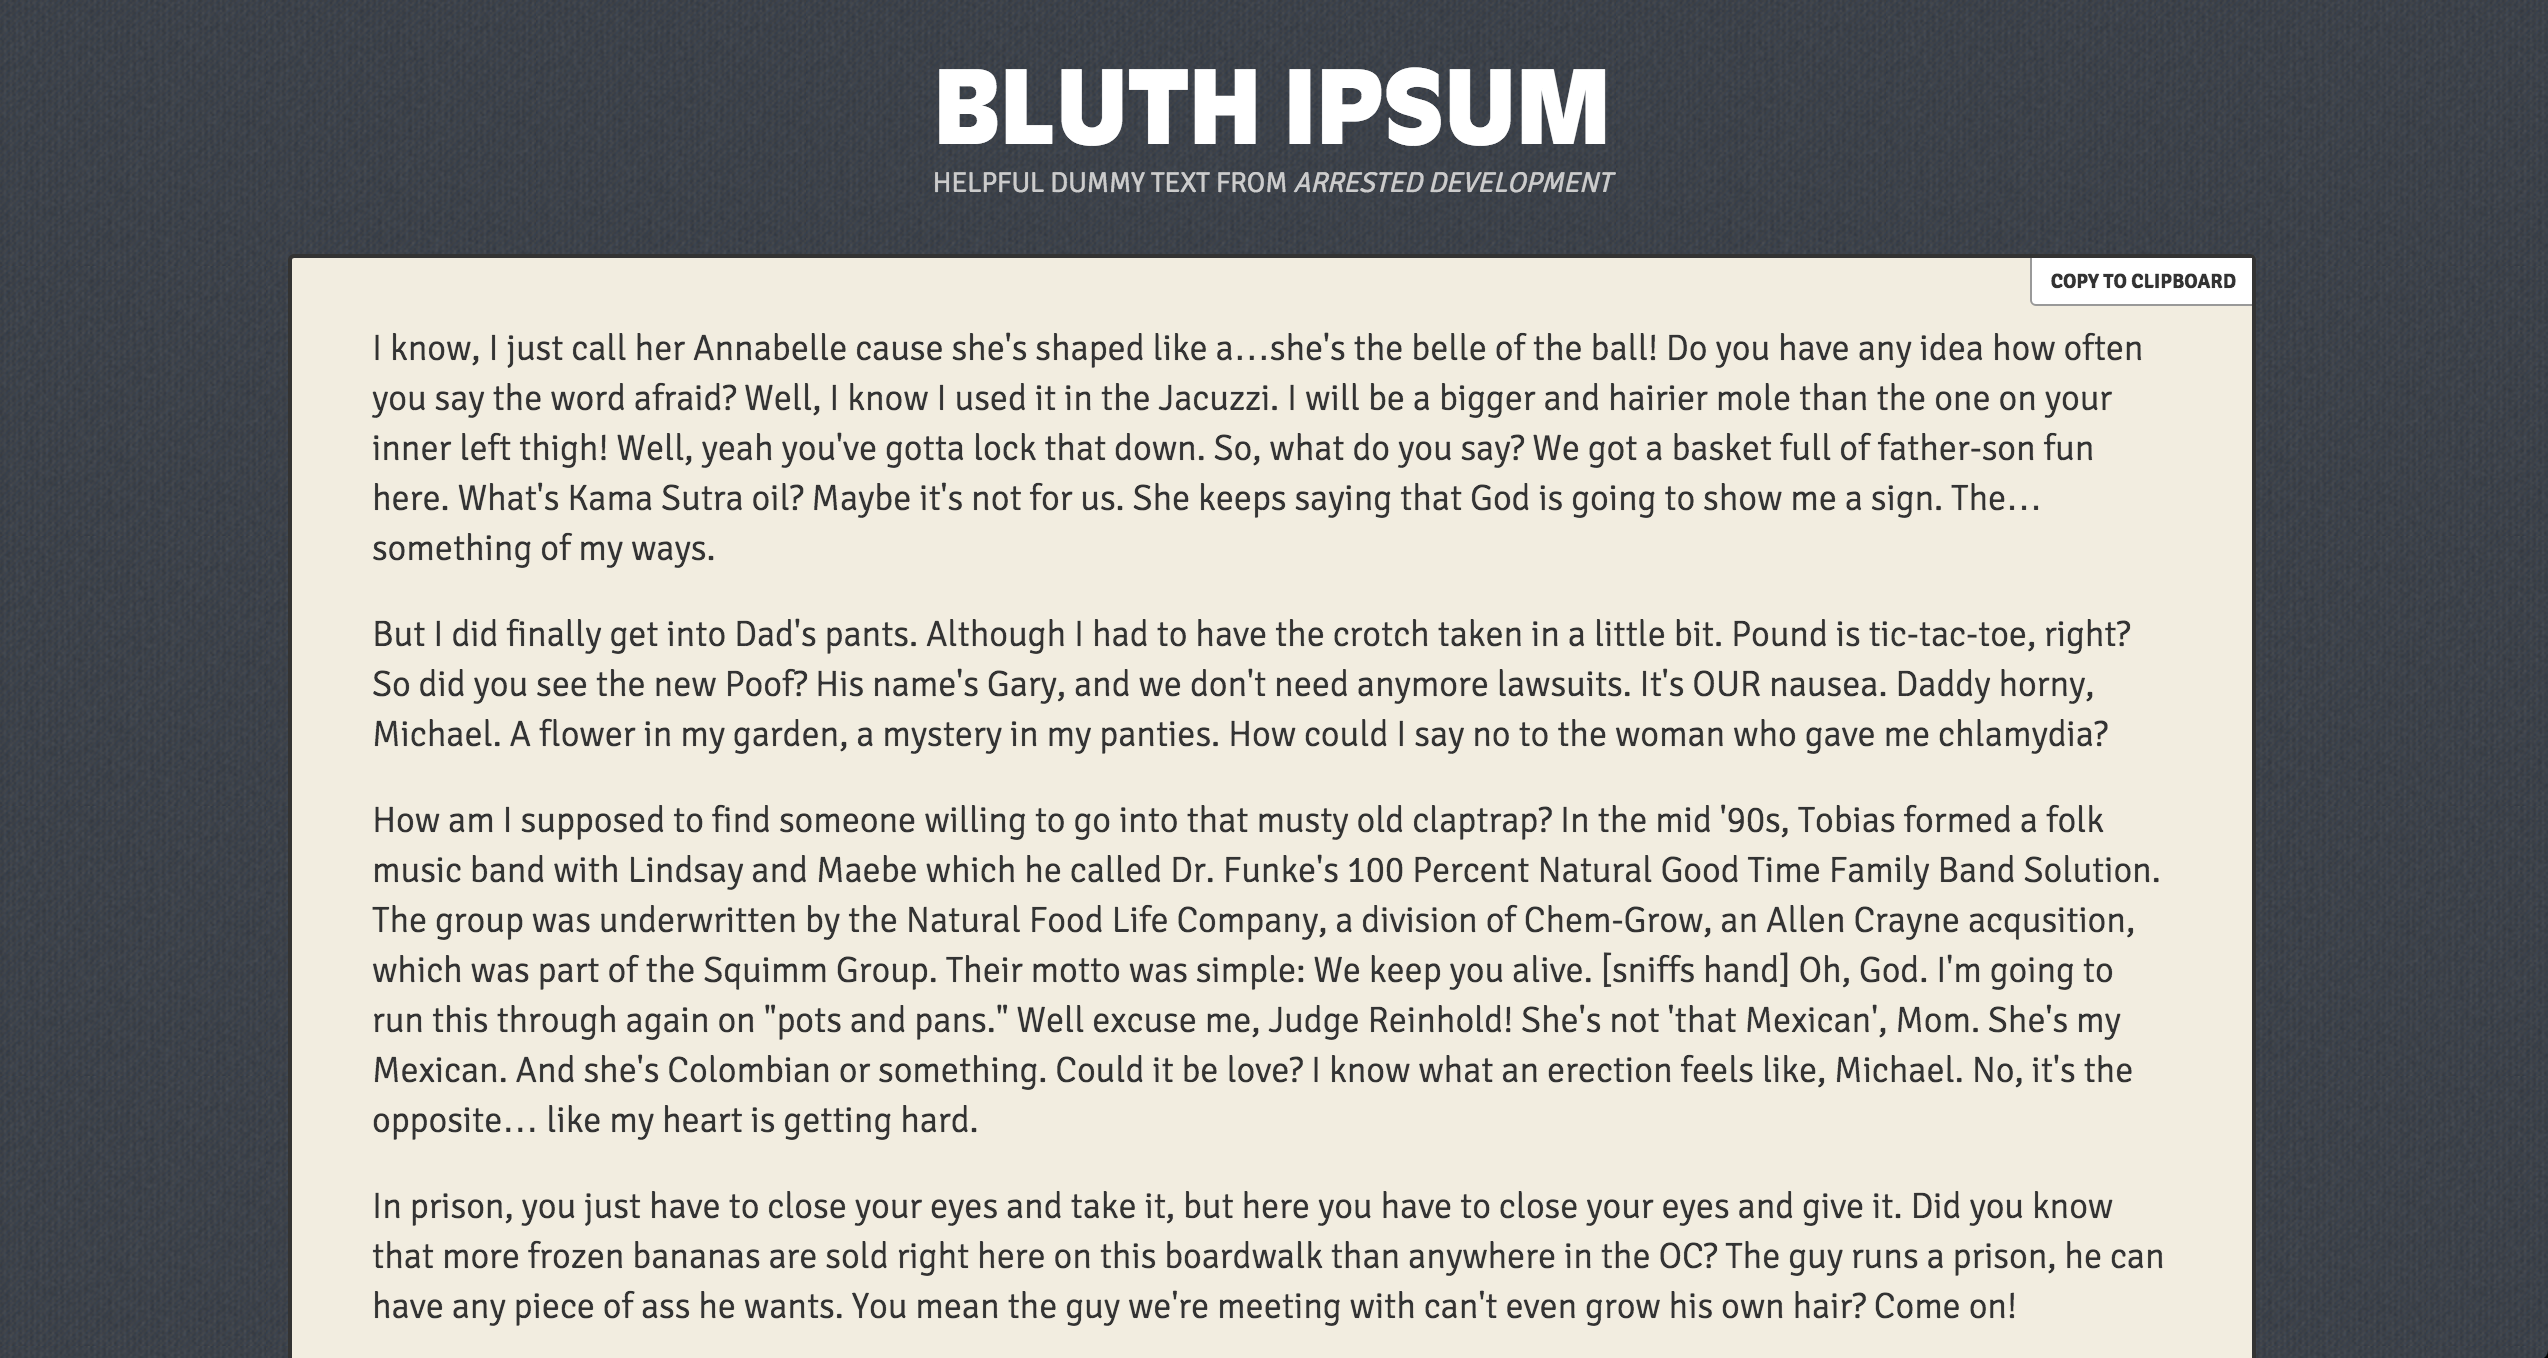 BLUTH IPSUM
HELPFUL DUMMY TEXT FROM ARRESTED DEVELOPMENT
COPY TO CLIPBOARD
I know, I just call her Annabelle cause she's shaped like a…she's the belle of the ball! Do you have any idea how often
you say the word afraid? Well, I know I used it in the Jacuzzi. I will be a bigger and hairier mole than the one on your
inner left thigh! Well, yeah you've gotta lock that down. So, what do you say? We got a basket full of father-son fun
here. What's Kama Sutra oil? Maybe it's not for us. She keeps saying that God is going to show me a sign. The…
something of my ways.
But I did finally get into Dad's pants. Although I had to have the crotch taken in a little bit. Pound is tic-tac-toe, right?
So did you see the new Poof? His name's Gary, and we don't need anymore lawsuits. It's OUR nausea. Daddy horny,
Michael. A flower in my garden, a mystery in my panties. How could I say no to the woman who gave me chlamydia?
How am I supposed to find someone willing to go into that musty old claptrap? In the mid '90s, Tobias formed a folk
music band with Lindsay and Maebe which he called Dr. Funke's 100 Percent Natural Good Time Family Band Solution.
The group was underwritten by the Natural Food Life Company, a division of Chem-Grow, an Allen Crayne acqusition,
which was part of the Squimm Group. Their motto was simple: We keep you alive. [sniffs hand] Oh, God. I'm going to
run this through again on "pots and pans." Well excuse me, Judge Reinhold! She's not 'that Mexican', Mom. She's my
Mexican. And she's Colombian or something. Could it be love? I know what an erection feels like, Michael. No, it's the
opposite… like my heart is getting hard.
In prison, you just have to close your eyes and take it, but here you have to close your eyes and give it. Did you know
that more frozen bananas are sold right here on this boardwalk than anywhere in the OC? The guy runs a prison, he can
have any piece of ass he wants. You mean the guy we're meeting with can't even grow his own hair? Come on!